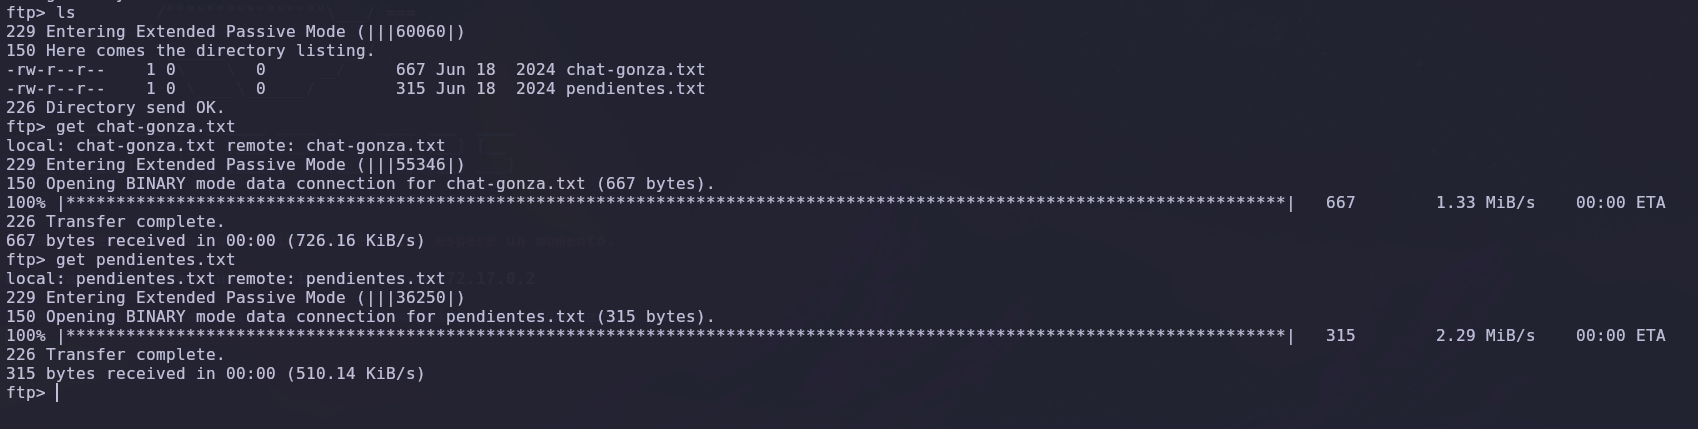 ftp> ls
229 Entering Extended Passive Mode (|||60060|)
150 Here comes the directory listing.
-rw-r--r--    1 0        0             667 Jun 18  2024 chat-gonza.txt
-rw-r--r--    1 0        0             315 Jun 18  2024 pendientes.txt
226 Directory send OK.
ftp> get chat-gonza.txt
local: chat-gonza.txt remote: chat-gonza.txt
229 Entering Extended Passive Mode (|||55346|)
150 Opening BINARY mode data connection for chat-gonza.txt (667 bytes).
100% |**************************************************************************************************************************|   667        1.33 MiB/s    00:00 ETA
226 Transfer complete.
667 bytes received in 00:00 (726.16 KiB/s)
ftp> get pendientes.txt
local: pendientes.txt remote: pendientes.txt
229 Entering Extended Passive Mode (|||36250|)
150 Opening BINARY mode data connection for pendientes.txt (315 bytes).
100% |**************************************************************************************************************************|   315        2.29 MiB/s    00:00 ETA
226 Transfer complete.
315 bytes received in 00:00 (510.14 KiB/s)
ftp>